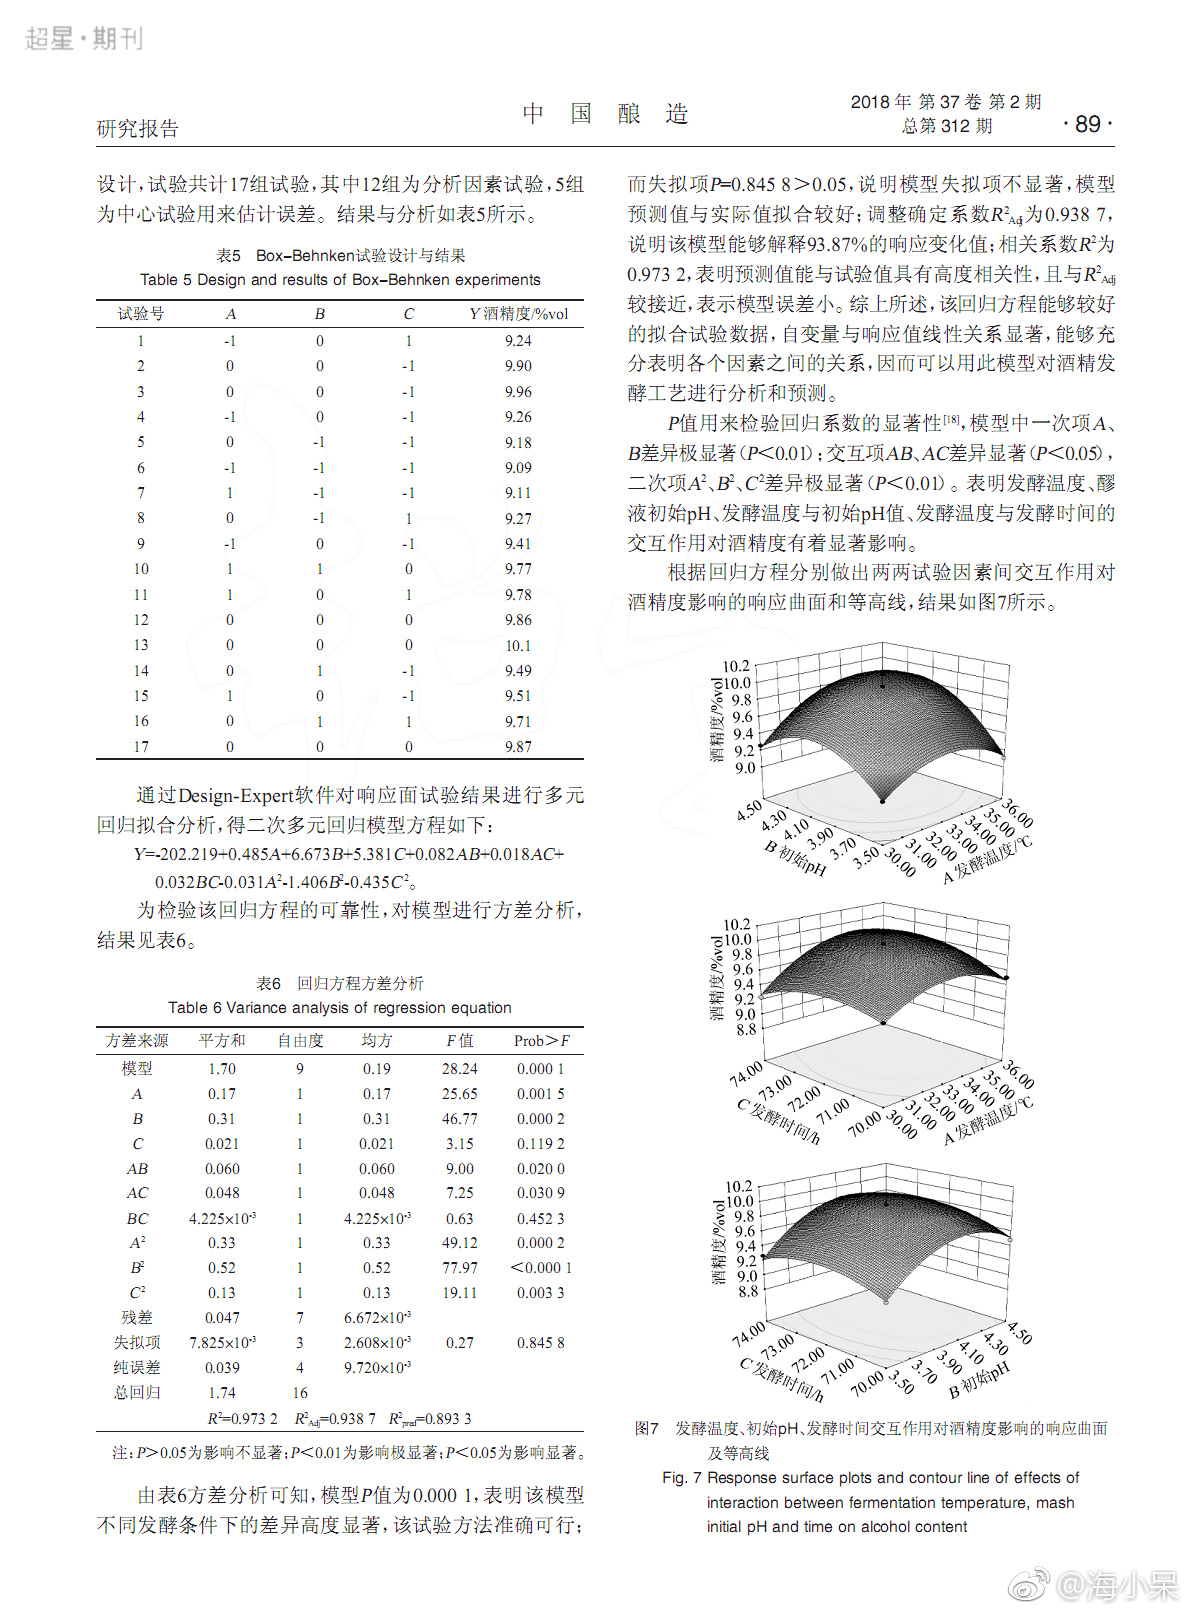 超星·期刊
研究报告
中 国 酿 造
2018 年 第 37 卷 第 2 期
总第 312 期
·89·
设计,试验共计17组试验,其中12组为分析因素试验,5组
为中心试验用来估计误差。结果与分析如表5所示。
表5 Box-Behnken试验设计与结果
Table 5 Design and results of Box-Behnken experiments
试验号 A B C Y 酒精度/%vol
1 -1 0 1 9.24
2 0 0 -1 9.90
3 0 0 -1 9.96
4 -1 0 -1 9.26
5 0 -1 -1 9.18
6 -1 -1 -1 9.09
7 1 -1 -1 9.11
8 0 -1 1 9.27
9 -1 0 -1 9.41
10 1 1 0 9.77
11 1 0 1 9.78
12 0 0 0 9.86
13 0 0 0 10.1
14 0 1 -1 9.49
15 1 0 -1 9.51
16 0 1 1 9.71
17 0 0 0 9.87
通过Design-Expert软件对响应面试验结果进行多元
回归拟合分析,得二次多元回归模型方程如下:
Y=-202.219+0.485A+6.673B+5.381C+0.082AB+0.018AC+
0.032BC-0.031A²-1.406B²-0.435C²。
为检验该回归方程的可靠性,对模型进行方差分析,
结果见表6。
表6 回归方程方差分析
Table 6 Variance analysis of regression equation
方差来源 平方和 自由度 均方 F 值 Prob＞F
模型 1.70 9 0.19 28.24 0.000 1
A 0.17 1 0.17 25.65 0.001 5
B 0.31 1 0.31 46.77 0.000 2
C 0.021 1 0.021 3.15 0.119 2
AB 0.060 1 0.060 9.00 0.020 0
AC 0.048 1 0.048 7.25 0.030 9
BC 4.225×10⁻³ 1 4.225×10⁻³ 0.63 0.452 3
A² 0.33 1 0.33 49.12 0.000 2
B² 0.52 1 0.52 77.97 ＜0.000 1
C² 0.13 1 0.13 19.11 0.003 3
残差 0.047 7 6.672×10⁻³
失拟项 7.825×10⁻³ 3 2.608×10⁻³ 0.27 0.845 8
纯误差 0.039 4 9.720×10⁻³
总回归 1.74 16
R²=0.973 2 R²Adj=0.938 7 R²pred=0.893 3
注:P＞0.05为影响不显著;P＜0.01为影响极显著;P＜0.05为影响显著。
由表6方差分析可知,模型P值为0.000 1,表明该模型
不同发酵条件下的差异高度显著,该试验方法准确可行;
而失拟项P=0.845 8＞0.05,说明模型失拟项不显著,模型
预测值与实际值拟合较好;调整确定系数R²Adj为0.938 7,
说明该模型能够解释93.87%的响应变化值;相关系数R²为
0.973 2,表明预测值能与试验值具有高度相关性,且与R²Adj
较接近,表示模型误差小。综上所述,该回归方程能够较好
的拟合试验数据,自变量与响应值线性关系显著,能够充
分表明各个因素之间的关系,因而可以用此模型对酒精发
酵工艺进行分析和预测。
P值用来检验回归系数的显著性[18],模型中一次项A、
B差异极显著(P＜0.01);交互项AB、AC差异显著(P＜0.05),
二次项A²、B²、C²差异极显著(P＜0.01)。表明发酵温度、醪
液初始pH、发酵温度与初始pH值、发酵温度与发酵时间的
交互作用对酒精度有着显著影响。
根据回归方程分别做出两两试验因素间交互作用对
酒精度影响的响应曲面和等高线,结果如图7所示。
酒精度/%vol
10.2
10.0
9.8
9.6
9.4
9.2
9.0
4.50
4.30
4.10
3.90
3.70
3.50
B 初始pH
36.00
35.00
34.00
33.00
32.00
31.00
30.00
A 发酵温度/℃
酒精度/%vol
10.2
10.0
9.8
9.6
9.4
9.2
9.0
8.8
74.00
73.00
72.00
71.00
70.00
C 发酵时间/h
36.00
35.00
34.00
33.00
32.00
31.00
30.00
A 发酵温度/℃
酒精度/%vol
10.2
10.0
9.8
9.6
9.4
9.2
9.0
8.8
74.00
73.00
72.00
71.00
70.00
C 发酵时间/h
4.50
4.30
4.10
3.90
3.70
3.50
B 初始pH
图7 发酵温度、初始pH、发酵时间交互作用对酒精度影响的响应曲面
及等高线
Fig. 7 Response surface plots and contour line of effects of
interaction between fermentation temperature, mash
initial pH and time on alcohol content
@海小呆